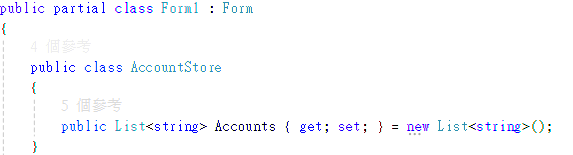 public partial class Form1 : Form
{
4 個參考
public class AccountStore
{
5 個參考
public List<string> Accounts { get; set; } = new List<string>();
}